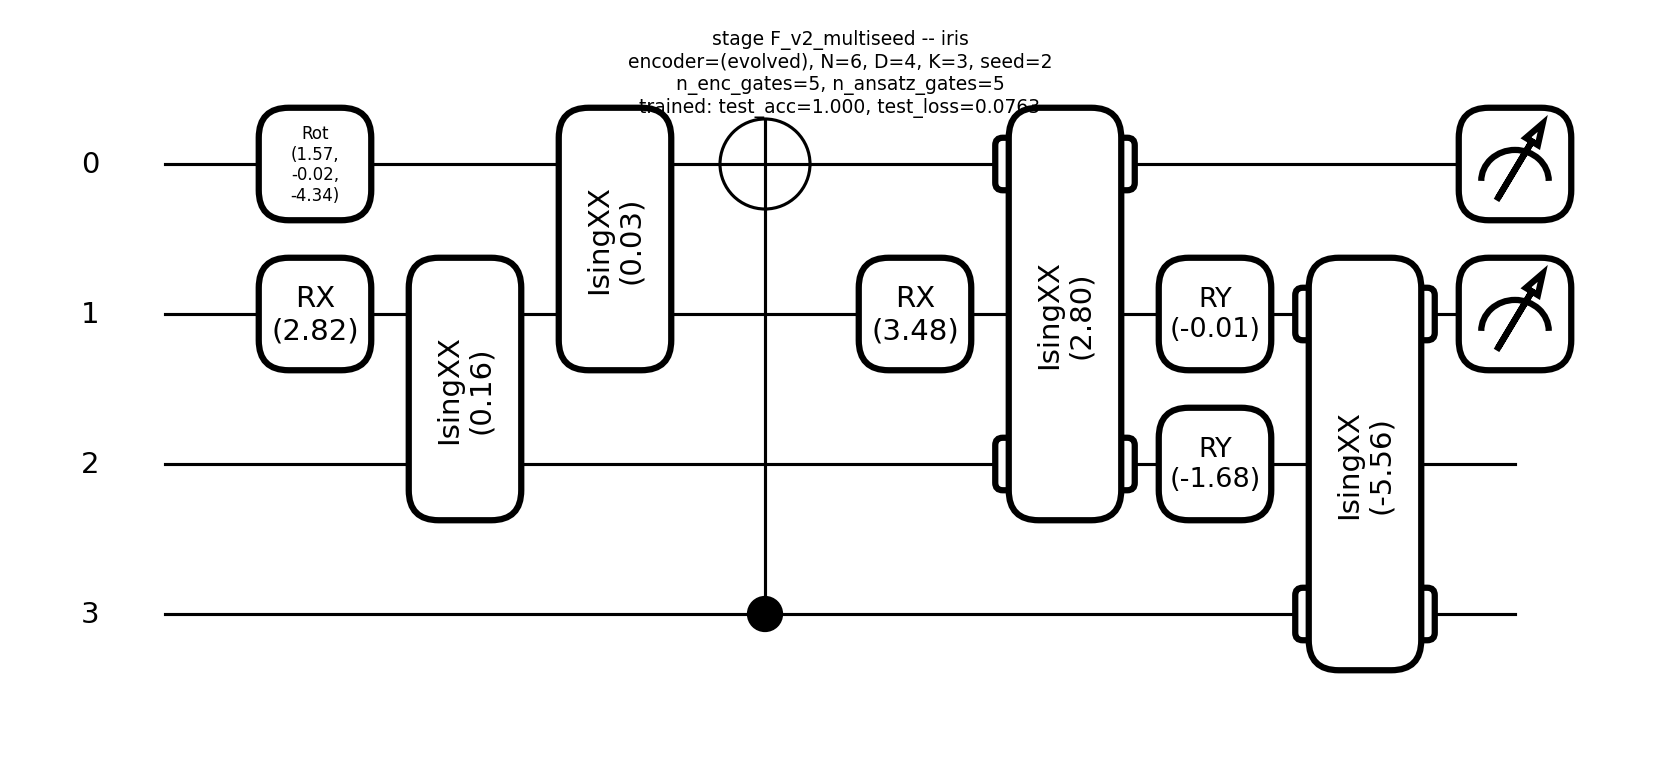 stage F_v2_multiseed -- iris
encoder=(evolved), N=6, D=4, K=3, seed=2
n_enc_gates=5, n_ansatz_gates=5
trained: test_acc=1.000, test_loss=0.0763
0
Rot
(1.57,
-0.02,
-4.34)
IsingXX
(0.03)
1
RX
(2.82)
IsingXX
(0.16)
RX
(3.48)
IsingXX
(2.80)
RY
(-0.01)
2
RY
(-1.68)
IsingXX
(-5.56)
3